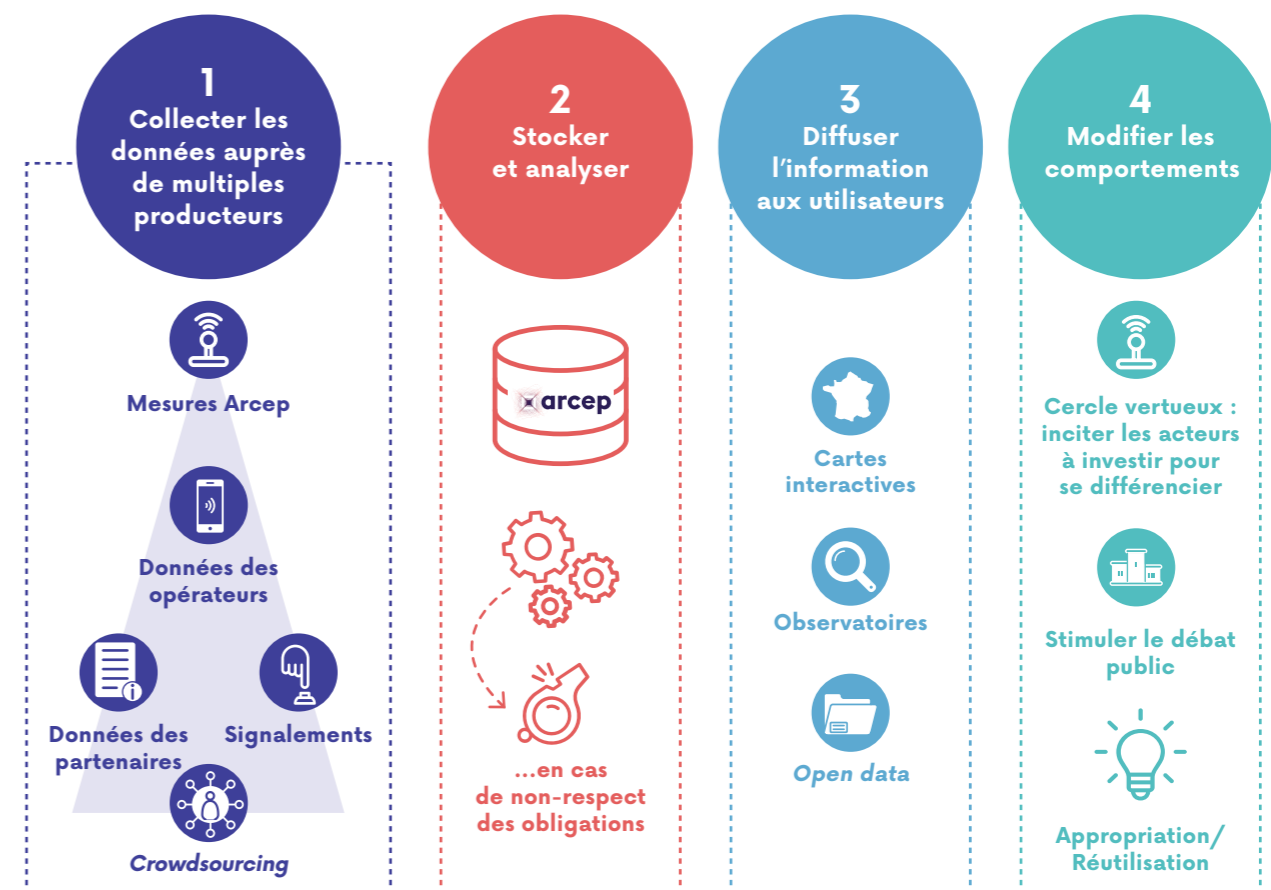 1
Collecter les
données auprès
de multiples
producteurs
Mesures Arcep
Données des
opérateurs
Données des
partenaires
Signalements
Crowdsourcing
2
Stocker
et analyser
arcep
...en cas
de non-respect
des obligations
3
Diffuser
l'information
aux utilisateurs
Cartes
interactives
Observatoires
Open data
4
Modifier les
comportements
Cercle vertueux :
inciter les acteurs
à investir pour
se différencier
Stimuler le débat
public
Appropriation/
Réutilisation